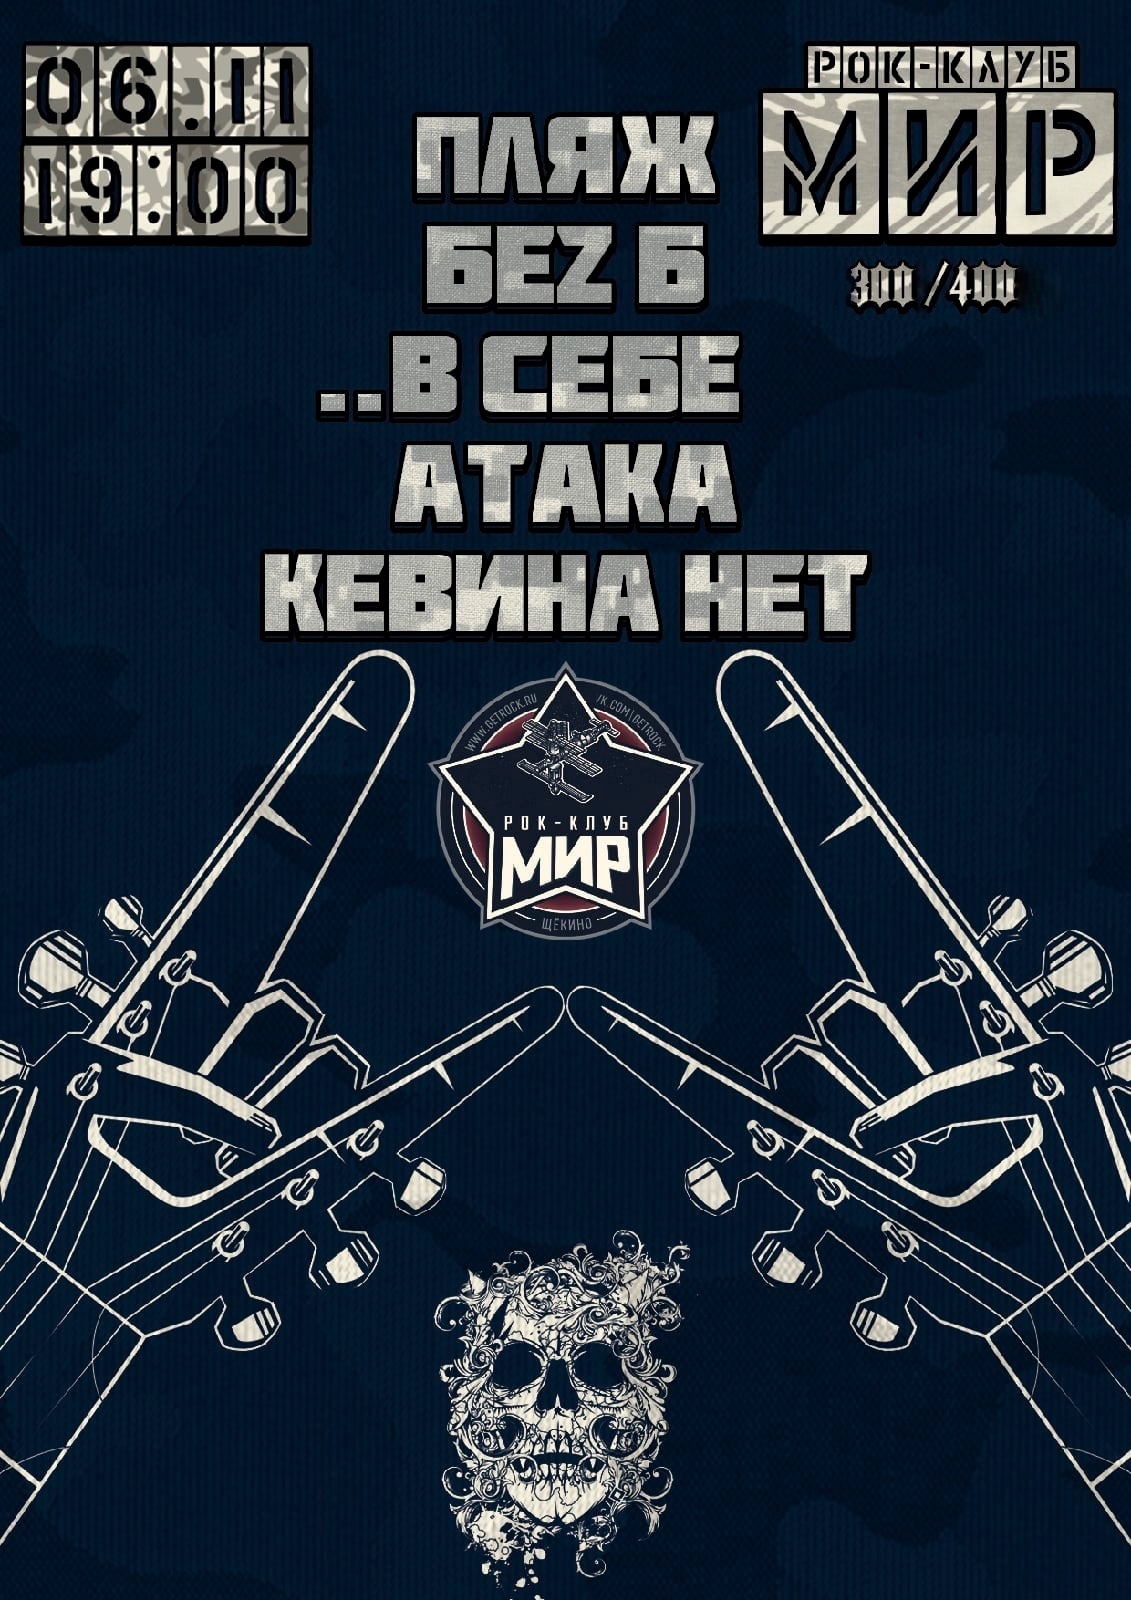 06.11
19:00
РОК-КЛУБ
МИР
300 /400
ПЛЯЖ
БЕZ Б
..В СЕБЕ
АТАКА
КЕВИНА НЕТ
WWW.GETROCK.RU
VK.COM/GETROCK
РОК-КЛУБ
МИР
ЩЁКИНО